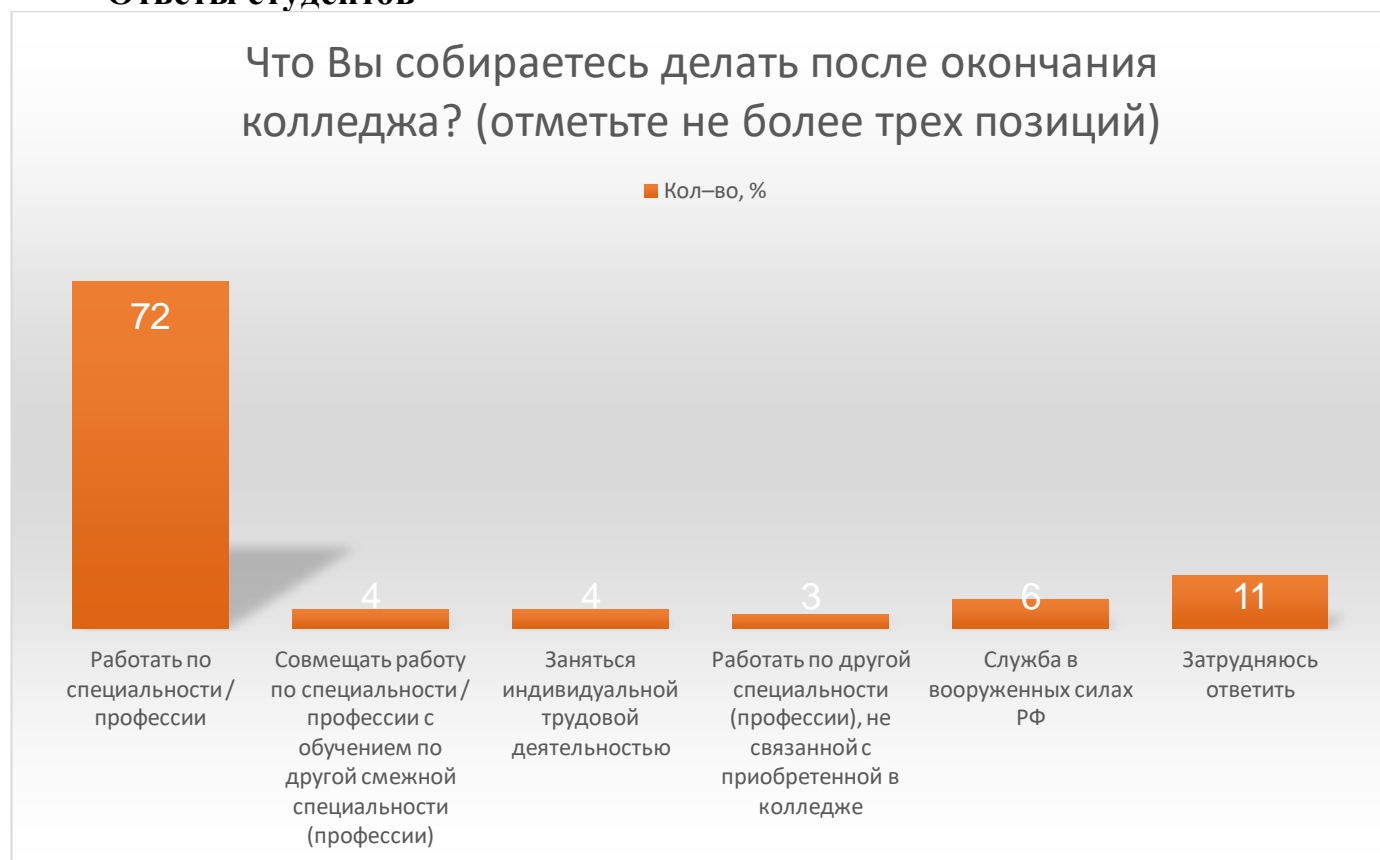 Ответы студентов
Что Вы собираетесь делать после окончания
колледжа? (отметьте не более трех позиций)
Кол–во, %
72
4
4
3
6
11
Работать по
специальности /
профессии
Совмещать работу
по специальности /
профессии с
обучением по
другой смежной
специальности
(профессии)
Заняться
индивидуальной
трудовой
деятельностью
Работать по другой
специальности
(профессии), не
связанной с
приобретенной в
колледже
Служба в
вооруженных силах
РФ
Затрудняюсь
ответить